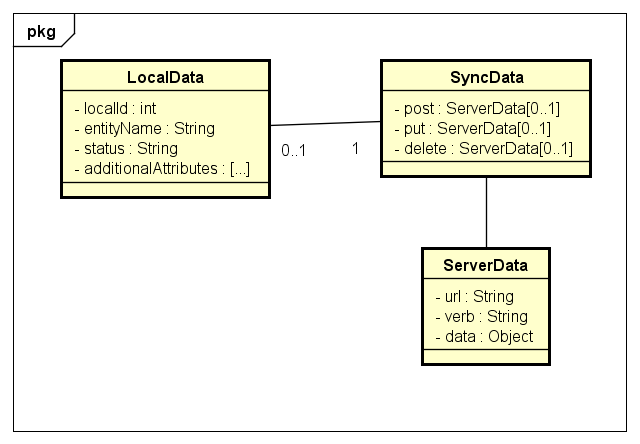 pkg
LocalData
- localId : int
- entityName : String
- status : String
- additionalAttributes : [...]
0..1
1
SyncData
- post : ServerData[0..1]
- put : ServerData[0..1]
- delete : ServerData[0..1]
ServerData
- url : String
- verb : String
- data : Object